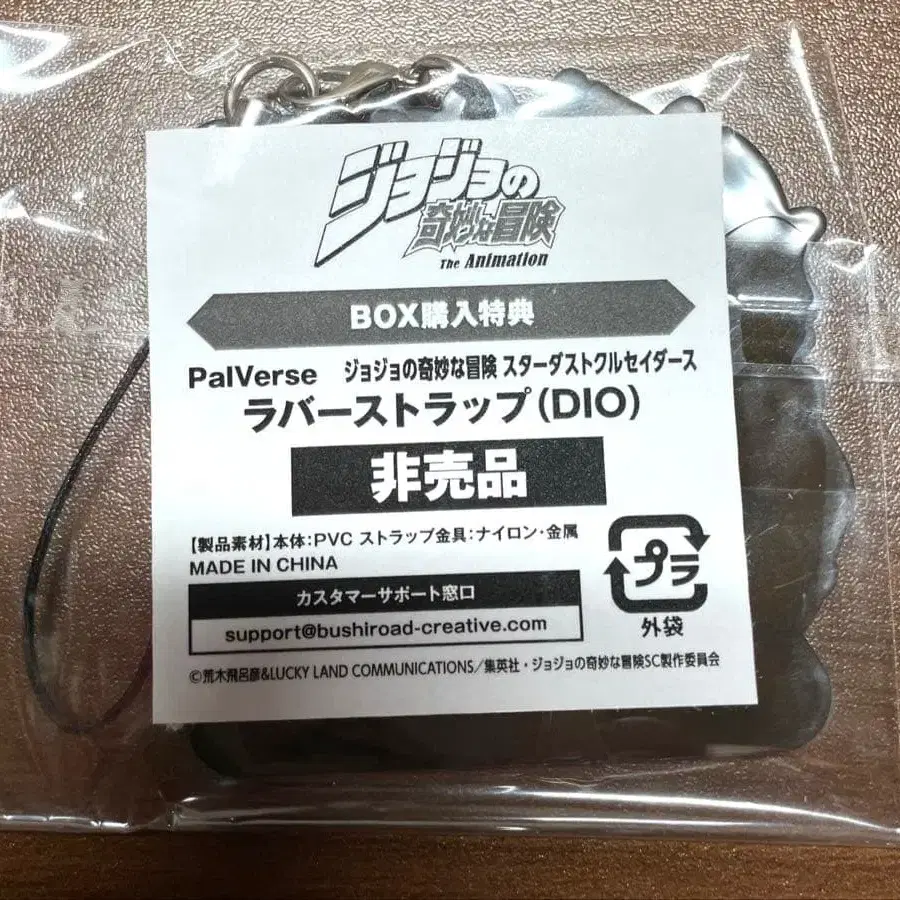 ジョジョの
奇妙な冒険
The Animation
BOX購入特典
PalVerse ジョジョの奇妙な冒険 スターダストクルセイダース
ラバーストラップ(DIO)
非売品
【製品素材】本体:PVC ストラップ金具:ナイロン・金属
MADE IN CHINA
カスタマーサポート窓口
support@bushiroad-creative.com
プラ
外袋
©荒木飛呂彦&LUCKY LAND COMMUNICATIONS/集英社・ジョジョの奇妙な冒険SC製作委員会